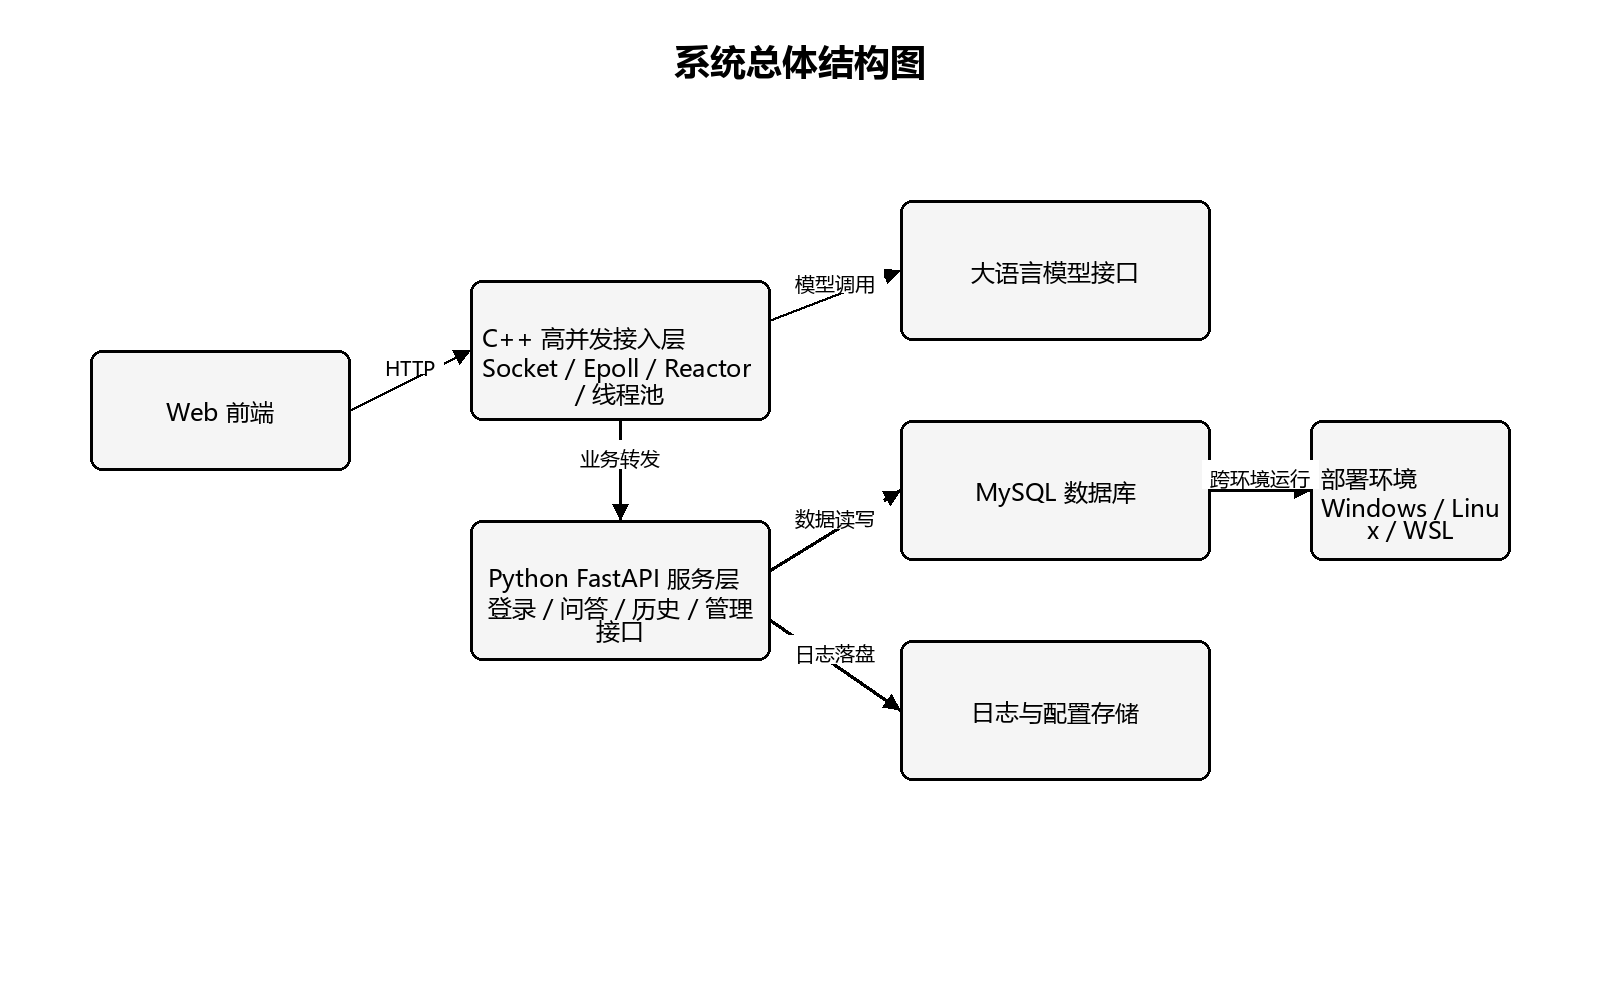 系统总体结构图
Web 前端
HTTP
C++ 高并发接入层
Socket / Epoll / Reactor
/ 线程池
模型调用
大语言模型接口
业务转发
Python FastAPI 服务层
登录 / 问答 / 历史 / 管理
接口
数据读写
MySQL 数据库
跨环境运行
部署环境
Windows / Linu
x / WSL
日志落盘
日志与配置存储